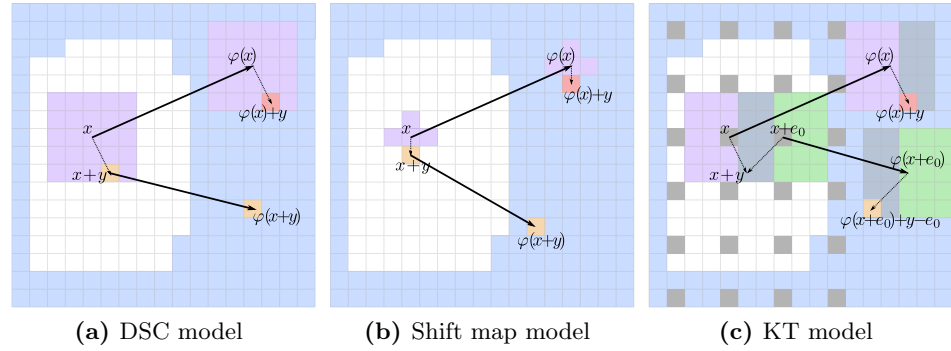 φ(x)
φ(x)+y
x
x+y
φ(x+y)
(a) DSC model
φ(x)
φ(x)+y
x
x+y
φ(x+y)
(b) Shift map model
φ(x)
φ(x)+y
x
x+e₀
φ(x+e₀)
x+y
φ(x+e₀)+y−e₀
(c) KT model